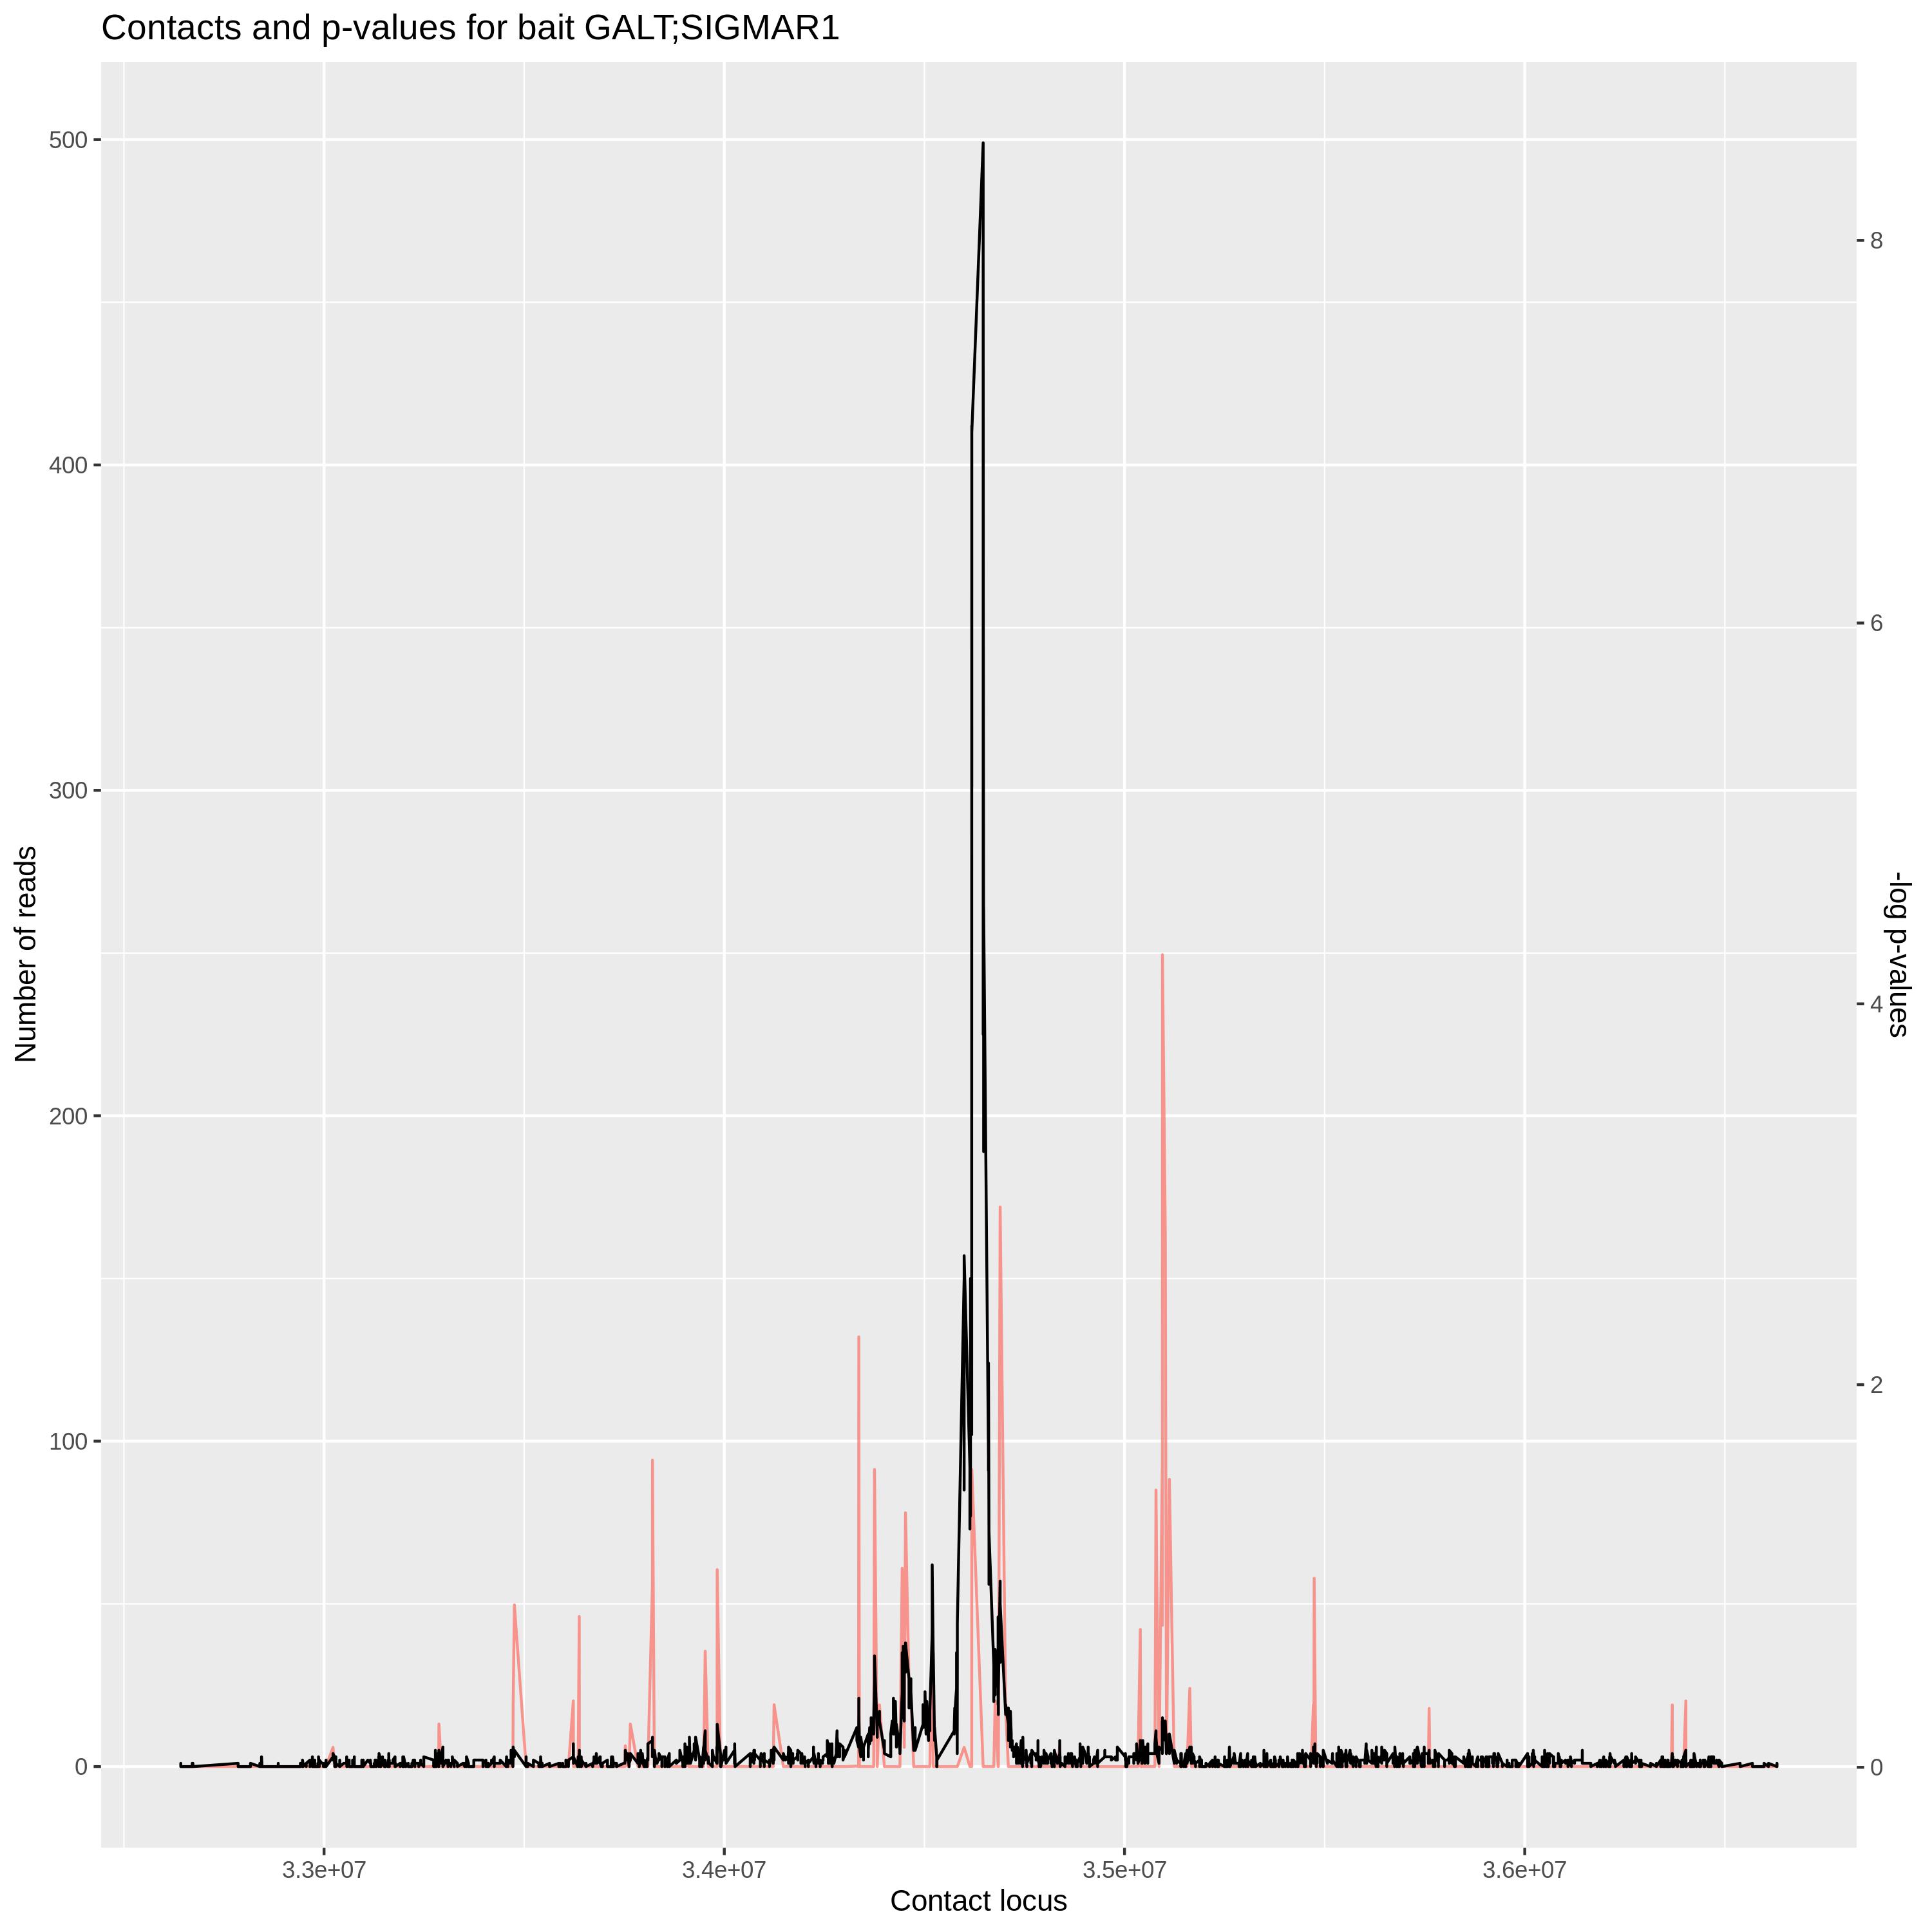 Contacts and p-values for bait GALT;SIGMAR1
500
400
300
200
100
0
Number of reads
8
6
4
2
0
-log p-values
3.3e+07
3.4e+07
3.5e+07
3.6e+07
Contact locus